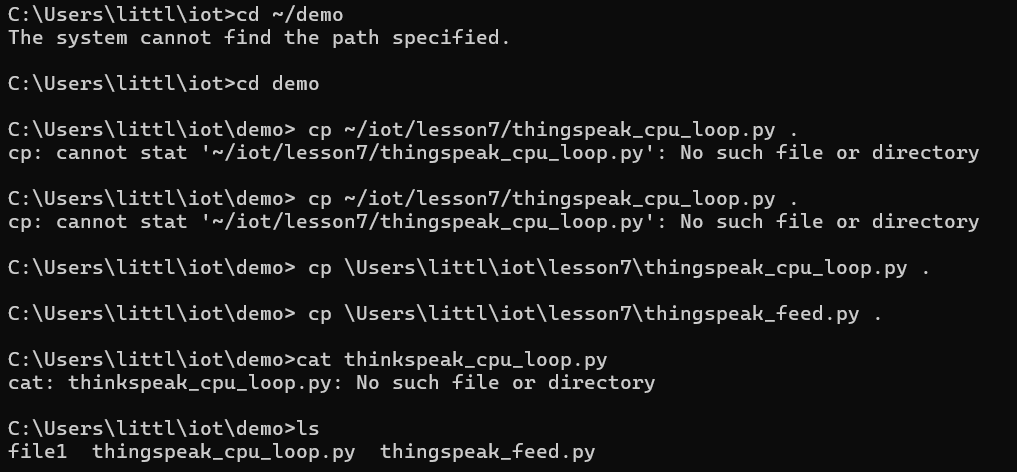 C:\Users\littl\iot>cd ~/demo
The system cannot find the path specified.
C:\Users\littl\iot>cd demo
C:\Users\littl\iot\demo> cp ~/iot/lesson7/thingspeak_cpu_loop.py .
cp: cannot stat '~/iot/lesson7/thingspeak_cpu_loop.py': No such file or directory
C:\Users\littl\iot\demo> cp ~/iot/lesson7/thingspeak_cpu_loop.py .
cp: cannot stat '~/iot/lesson7/thingspeak_cpu_loop.py': No such file or directory
C:\Users\littl\iot\demo> cp \Users\littl\iot\lesson7\thingspeak_cpu_loop.py .
C:\Users\littl\iot\demo> cp \Users\littl\iot\lesson7\thingspeak_feed.py .
C:\Users\littl\iot\demo>cat thinkspeak_cpu_loop.py
cat: thinkspeak_cpu_loop.py: No such file or directory
C:\Users\littl\iot\demo>ls
file1  thingspeak_cpu_loop.py  thingspeak_feed.py